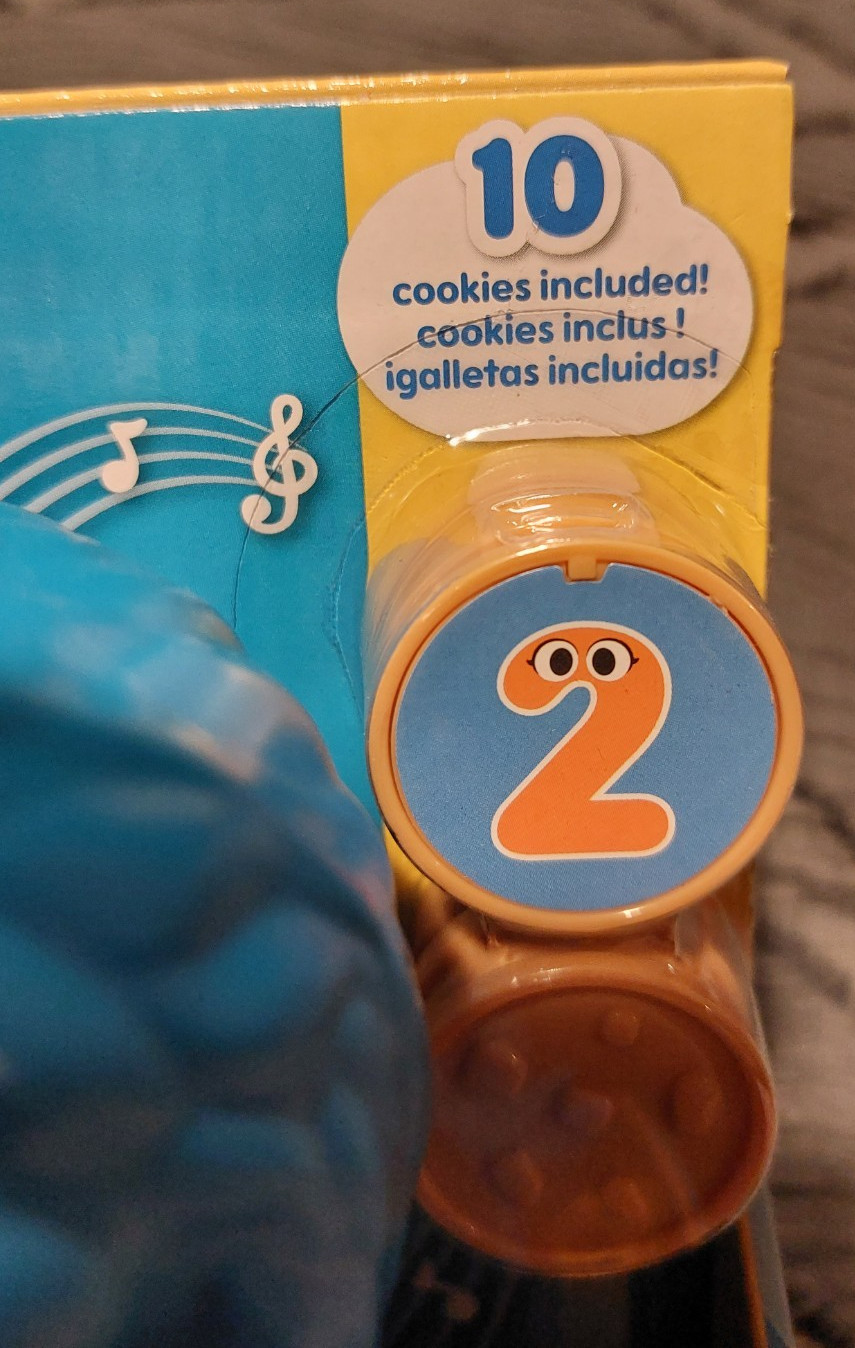 10
cookies included!
cookies inclus !
¡galletas incluidas!
2